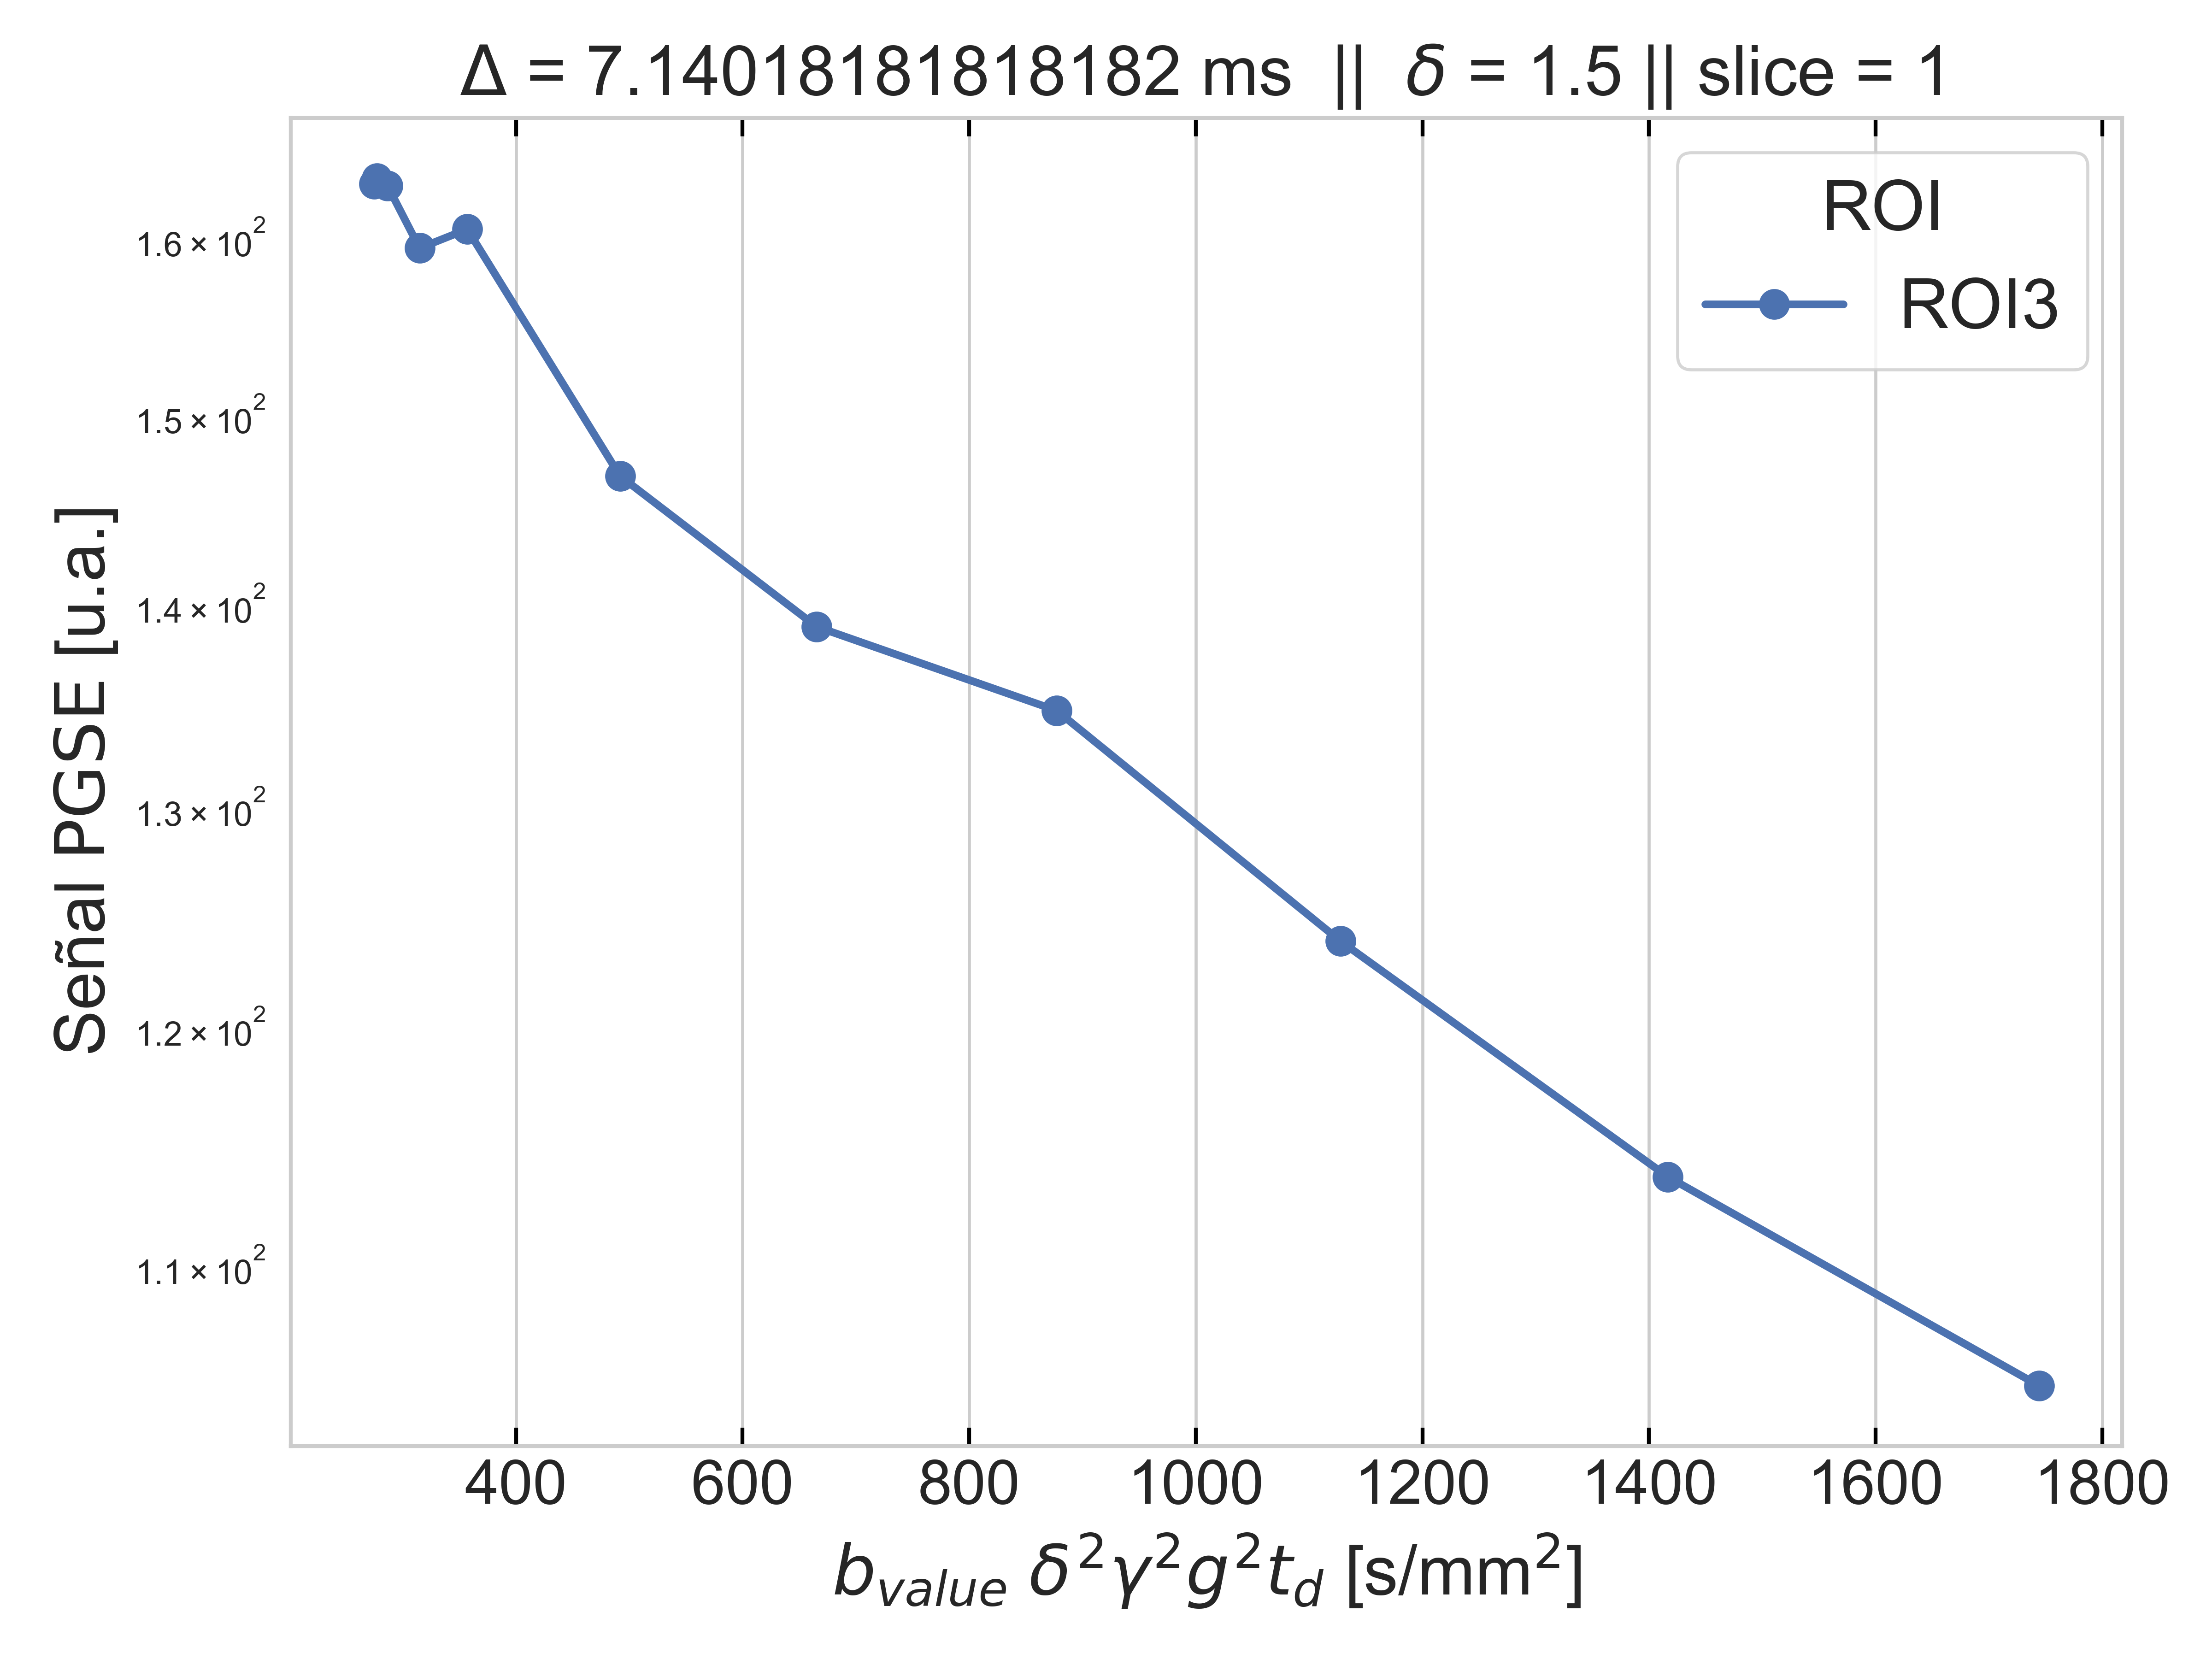 Δ = 7.140181818181818182 ms || δ = 1.5 || slice = 1
ROI
ROI3
1.6 × 10²
1.5 × 10²
1.4 × 10²
1.3 × 10²
1.2 × 10²
1.1 × 10²
Señal PGSE [u.a.]
400 600 800 1000 1200 1400 1600 1800
b_value δ²γ²g²t_d [s/mm²]